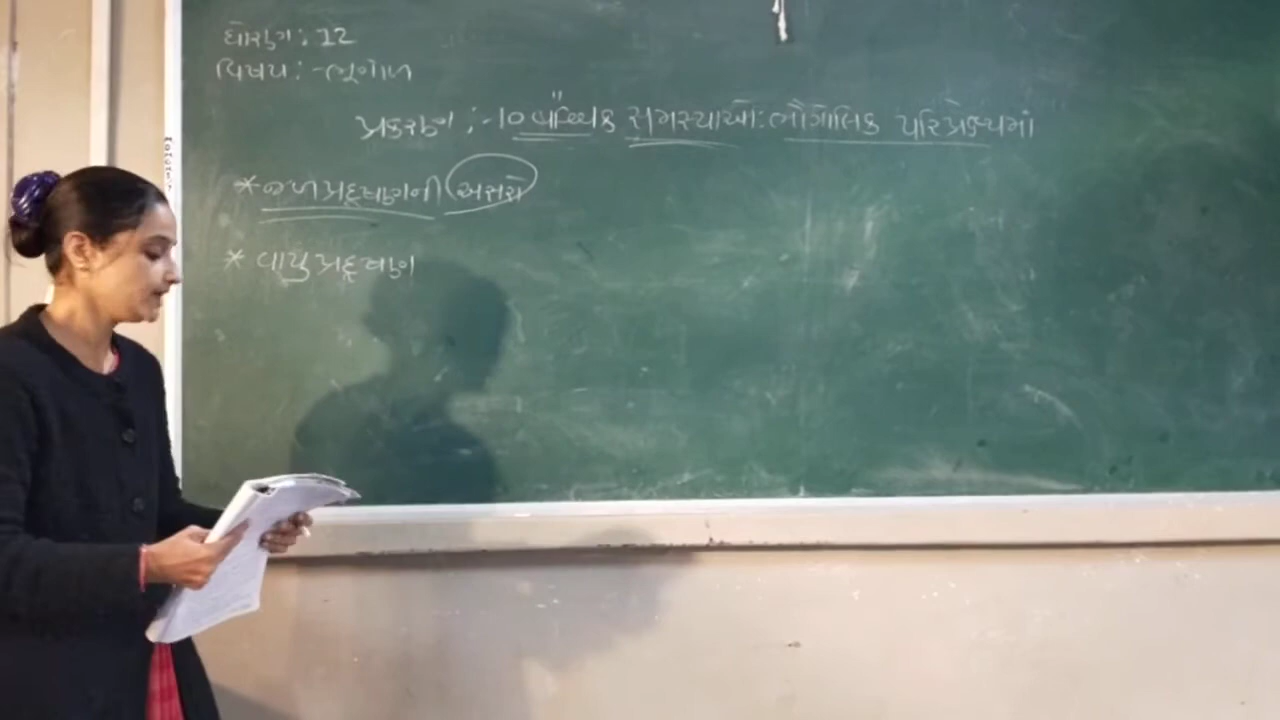 ધોરણ : 12
વિષય : -ભૂગોળ
પ્રકરણ : -10 વૈશ્વિક સમસ્યાઓ: ભૌગોલિક પરિપ્રેક્ષ્યમાં
* જળપ્રદૂષણની અસરો
* વાયુપ્રદૂષણ